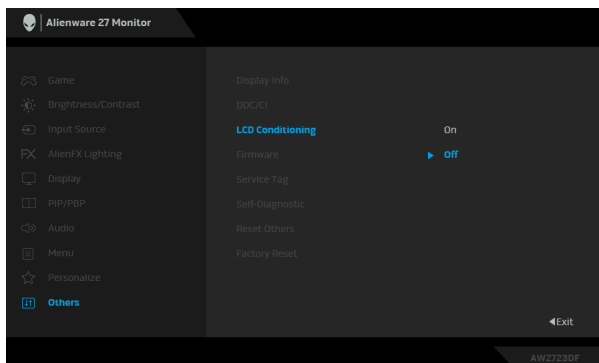 Alienware 27 Monitor
Game
Brightness/Contrast
Input Source
AlienFX Lighting
Display
PIP/PBP
Audio
Menu
Personalize
Others
Display Info
DDC/CI
LCD Conditioning
On
Firmware
Off
Service Tag
Self-Diagnostic
Reset Others
Factory Reset
Exit
AW2723DF